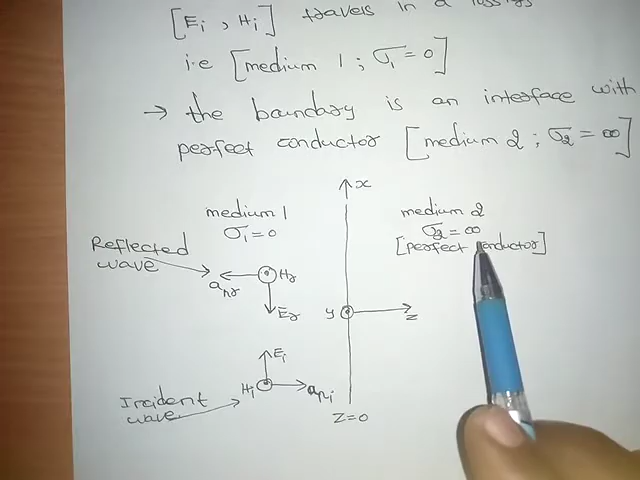 [Ei , Hi] travels in a lossless
i.e [medium 1 ; σ1 = 0]
→ the boundary is an interface with
perfect conductor [medium 2 ; σ2 = ∞]
x
medium 1
σ1 = 0
medium 2
σ2 = ∞
[perfect conductor]
Reflected
wave
anr
Hr
Er
y
z
Ei
Hi
ani
Incident
wave
z=0